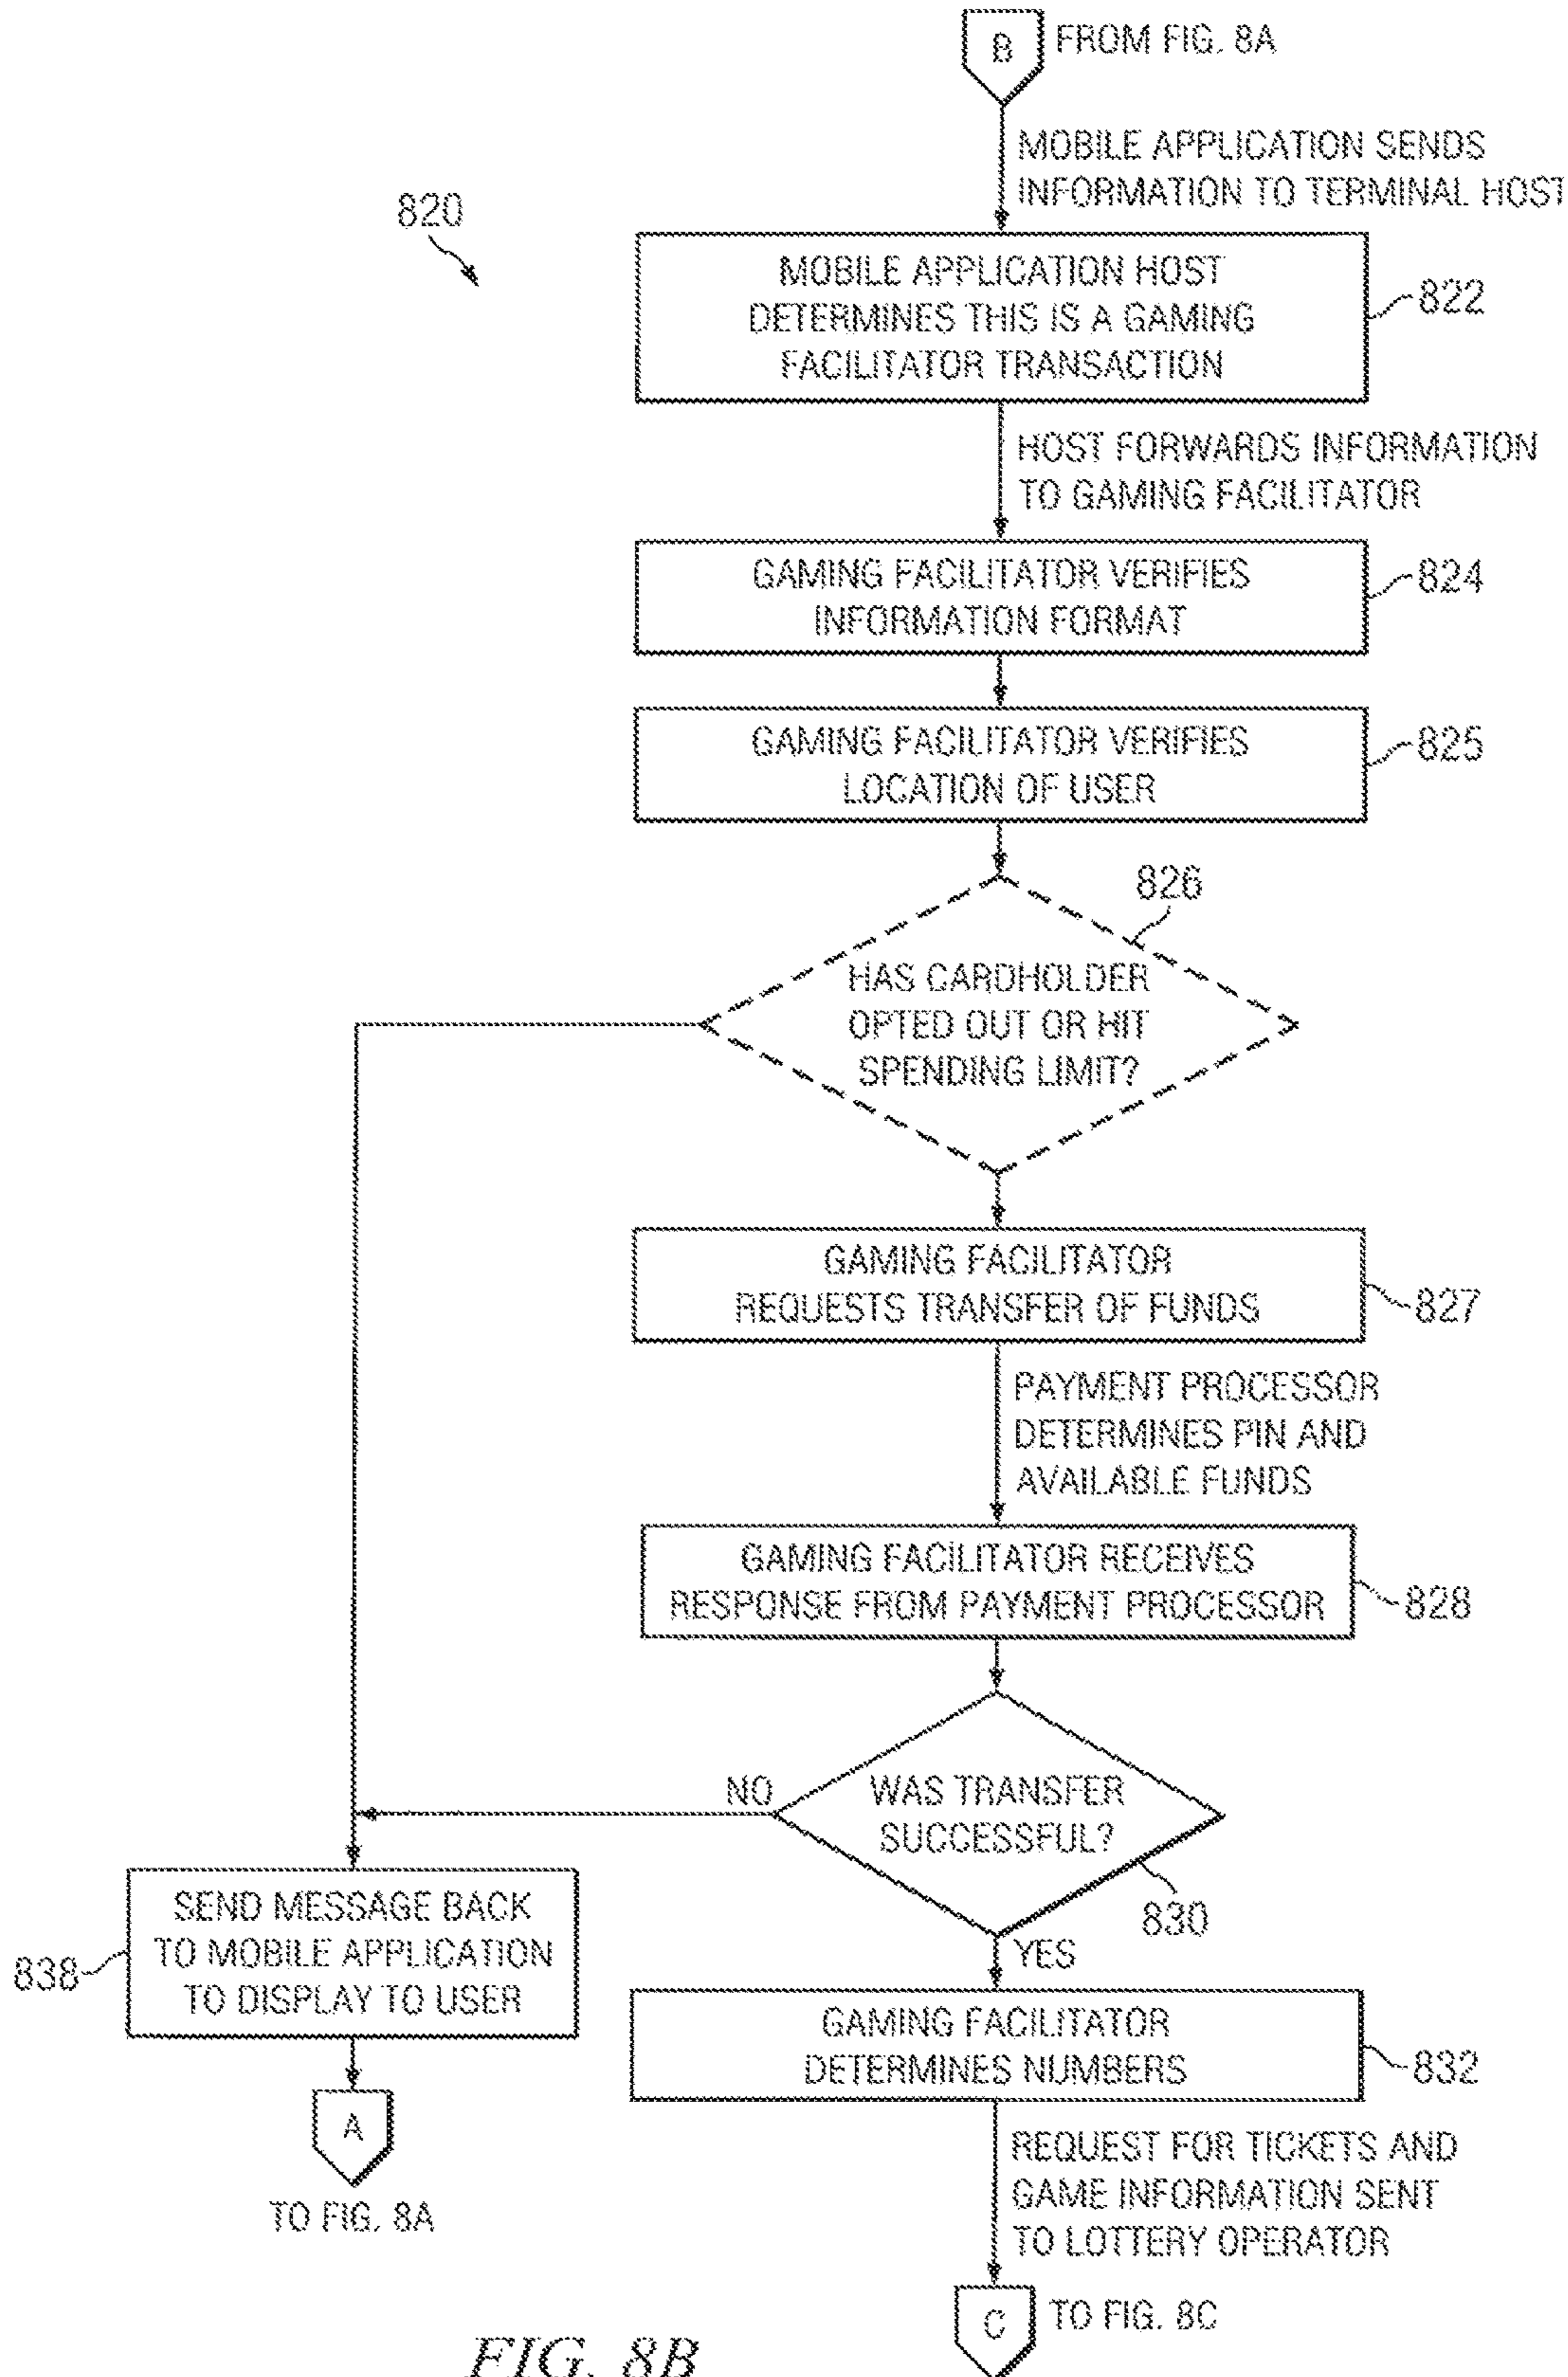 B
FROM FIG. 8A
MOBILE APPLICATION SENDS
INFORMATION TO TERMINAL HOST
820
MOBILE APPLICATION HOST
DETERMINES THIS IS A GAMING
FACILITATOR TRANSACTION
822
HOST FORWARDS INFORMATION
TO GAMING FACILITATOR
GAMING FACILITATOR VERIFIES
INFORMATION FORMAT
824
GAMING FACILITATOR VERIFIES
LOCATION OF USER
825
826
HAS CARDHOLDER
OPTED OUT OR HIT
SPENDING LIMIT?
GAMING FACILITATOR
REQUESTS TRANSFER OF FUNDS
827
PAYMENT PROCESSOR
DETERMINES PIN AND
AVAILABLE FUNDS
GAMING FACILITATOR RECEIVES
RESPONSE FROM PAYMENT PROCESSOR
828
NO
WAS TRANSFER
SUCCESSFUL?
830
YES
SEND MESSAGE BACK
TO MOBILE APPLICATION
TO DISPLAY TO USER
838
GAMING FACILITATOR
DETERMINES NUMBERS
832
A
TO FIG. 8A
REQUEST FOR TICKETS AND
GAME INFORMATION SENT
TO LOTTERY OPERATOR
C
TO FIG. 8C
FIG. 8B